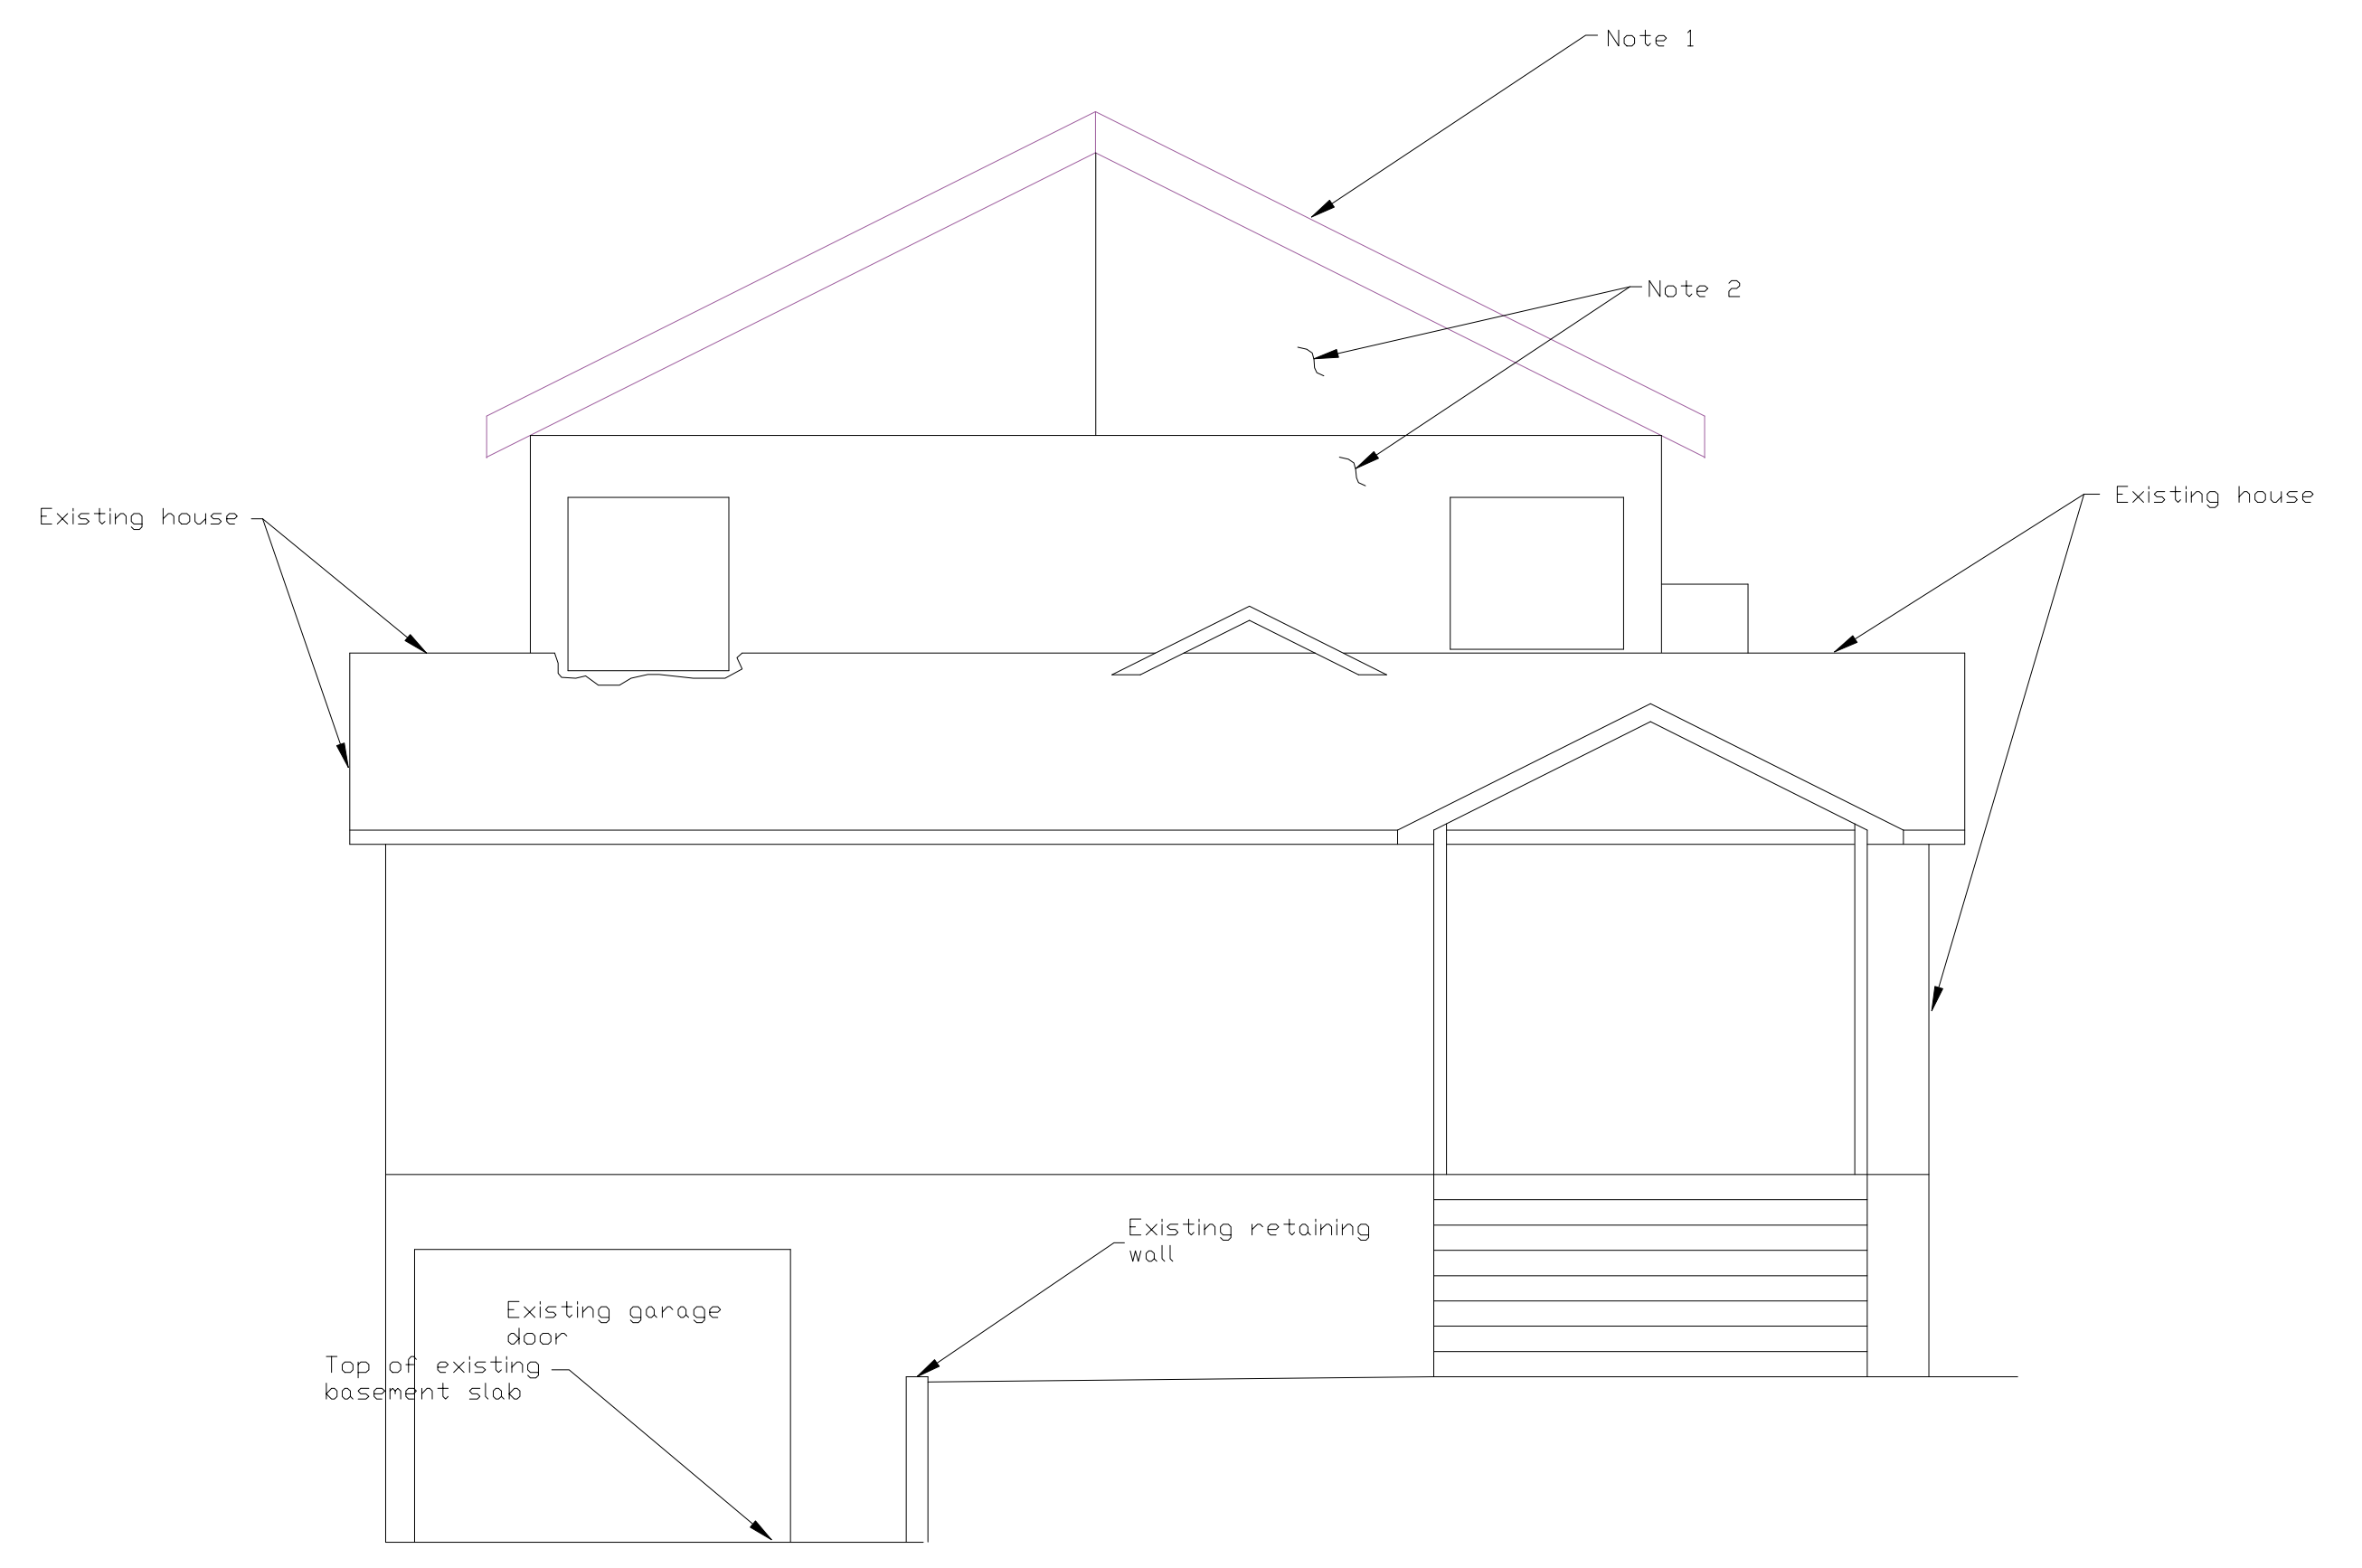 Note 1
Note 2
Existing house
Existing house
Existing retaining
wall
Existing garage
door
Top of existing
basement slab